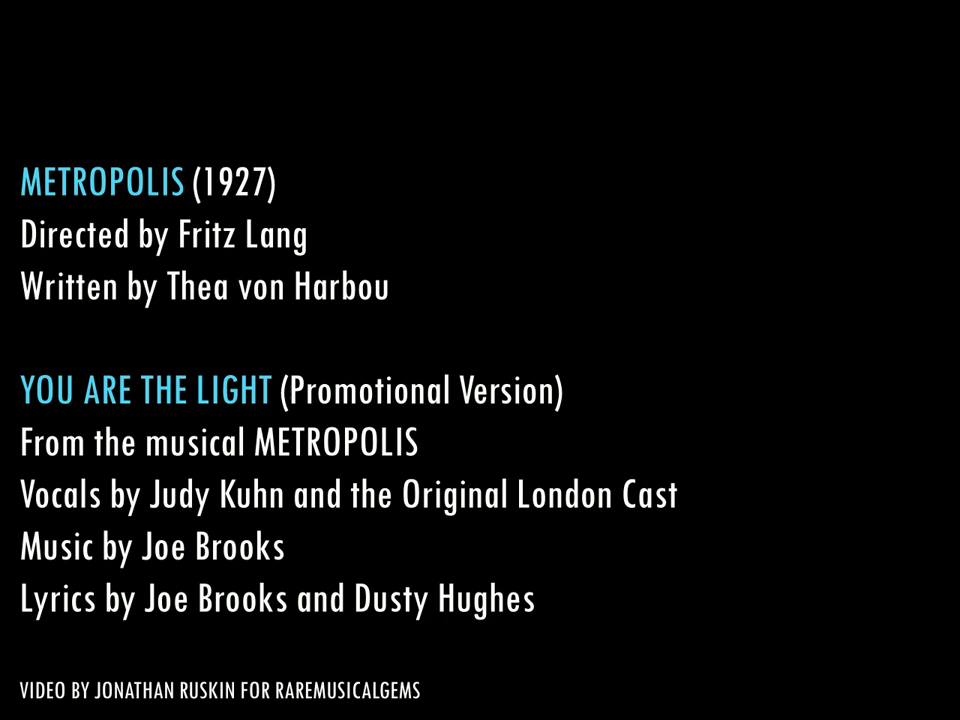 METROPOLIS (1927)
Directed by Fritz Lang
Written by Thea von Harbou
YOU ARE THE LIGHT (Promotional Version)
From the musical METROPOLIS
Vocals by Judy Kuhn and the Original London Cast
Music by Joe Brooks
Lyrics by Joe Brooks and Dusty Hughes
VIDEO BY JONATHAN RUSKIN FOR RAREMUSICALGEMS